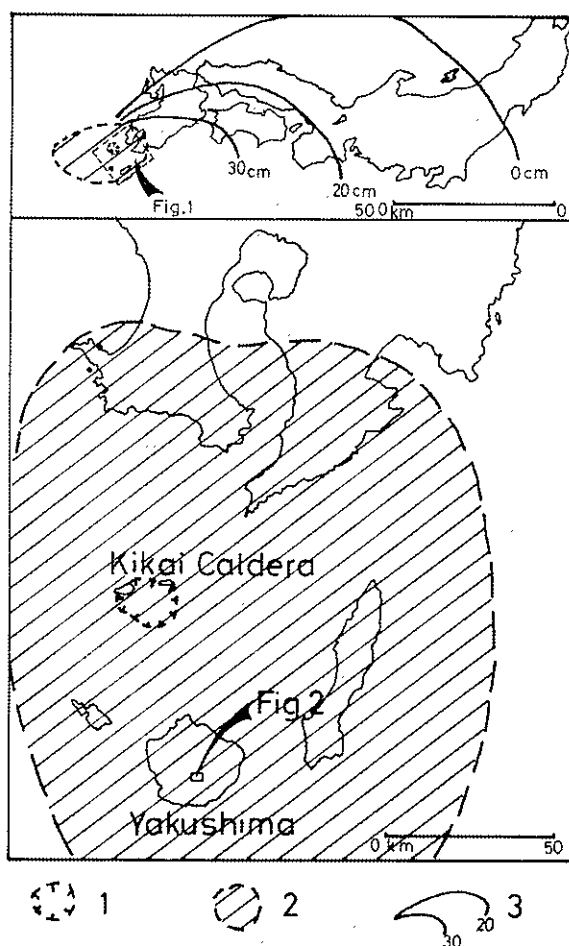 30cm
20cm
0cm
Fig.1
500km
0
Kikai Caldera
Fig 2
Yakushima
0 km
50
1
2
3
20
30